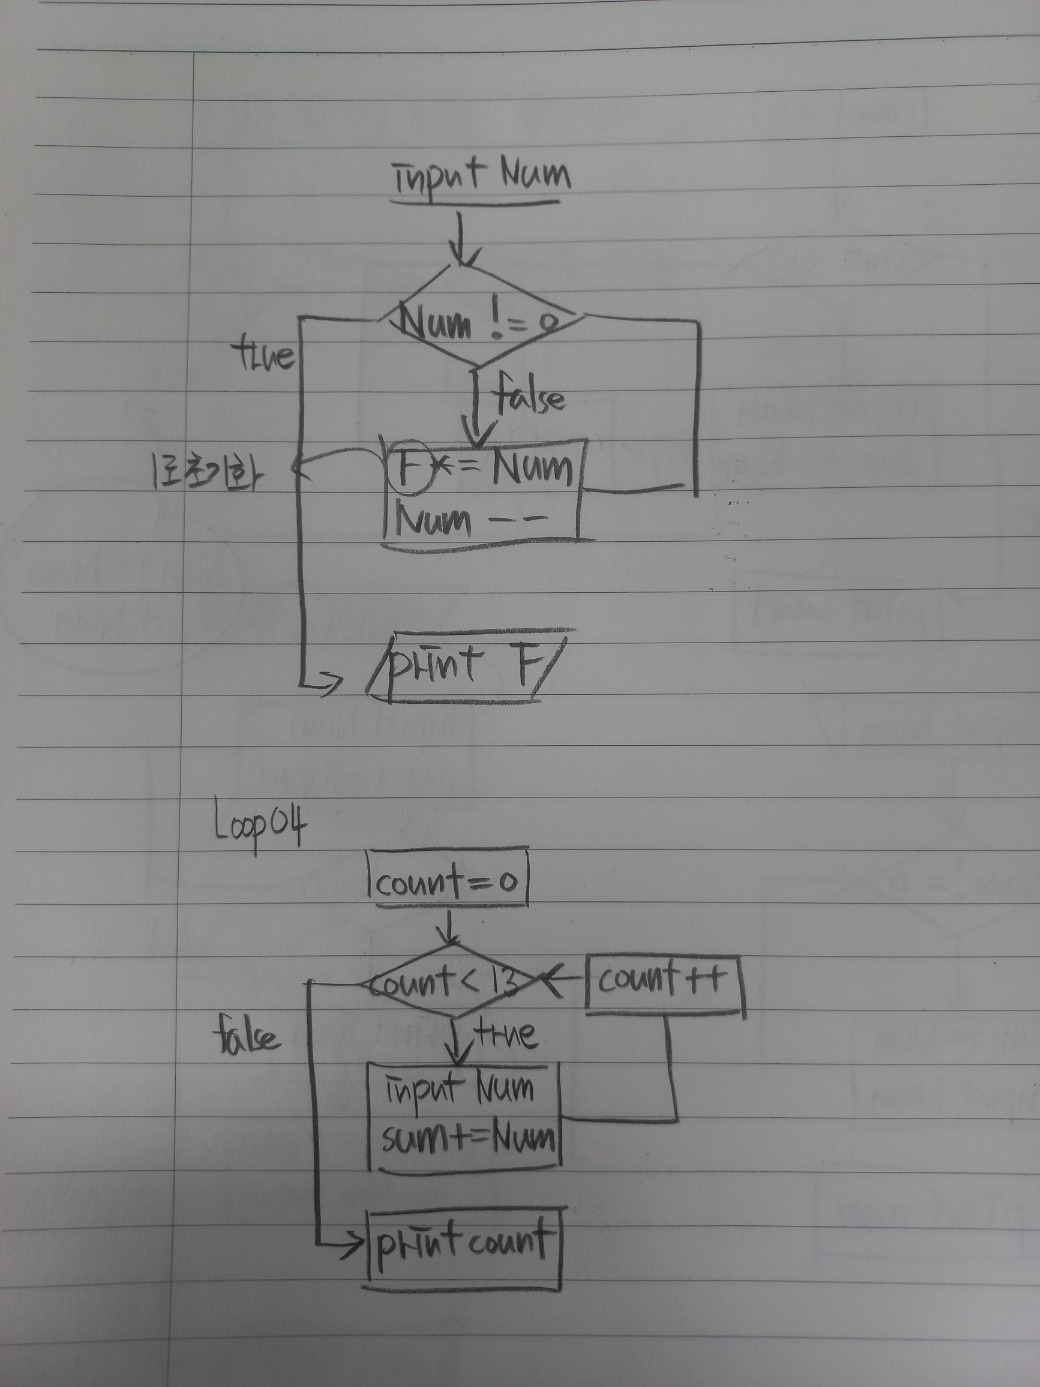 input Num
Num != 0
true
false
1로 초기화
F *= Num
Num --
print F
Loop04
count=0
count < 13
count ++
false
true
input Num
sum+=Num
print count